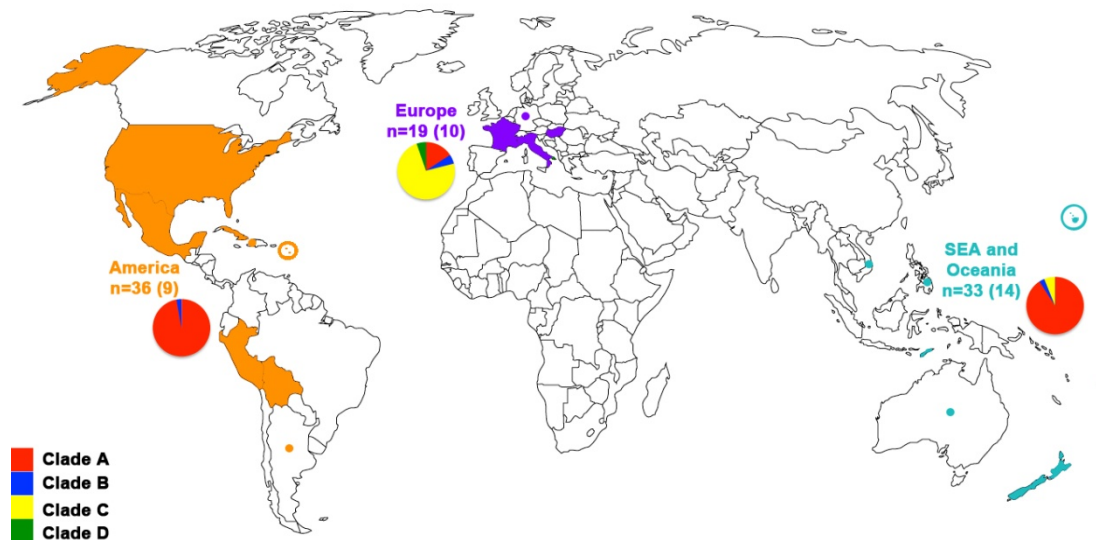 Europe
n=19 (10)
SEA and
Oceania
n=33 (14)
America
n=36 (9)
Clade A
Clade B
Clade C
Clade D